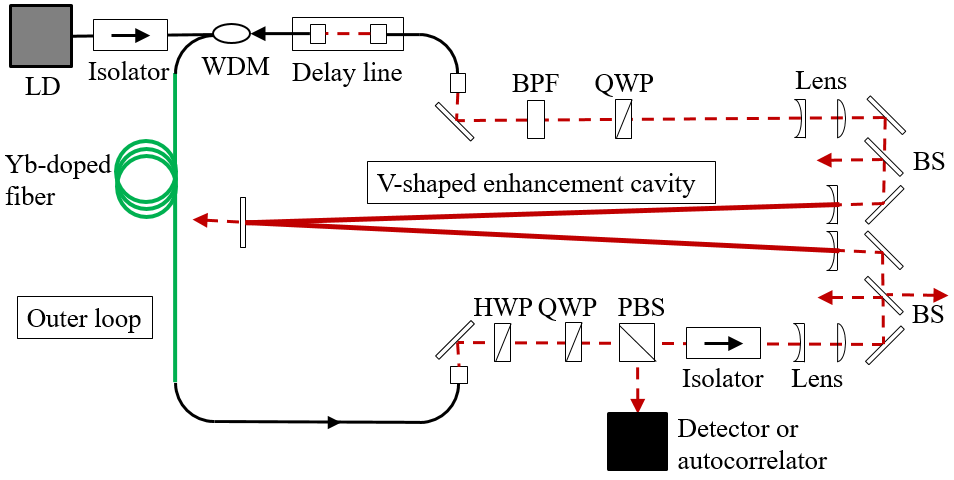 LD
Isolator
WDM
Delay line
BPF
QWP
Lens
BS
Yb-doped
fiber
V-shaped enhancement cavity
Outer loop
HWP
QWP
PBS
Isolator
Lens
BS
Detector or
autocorrelator